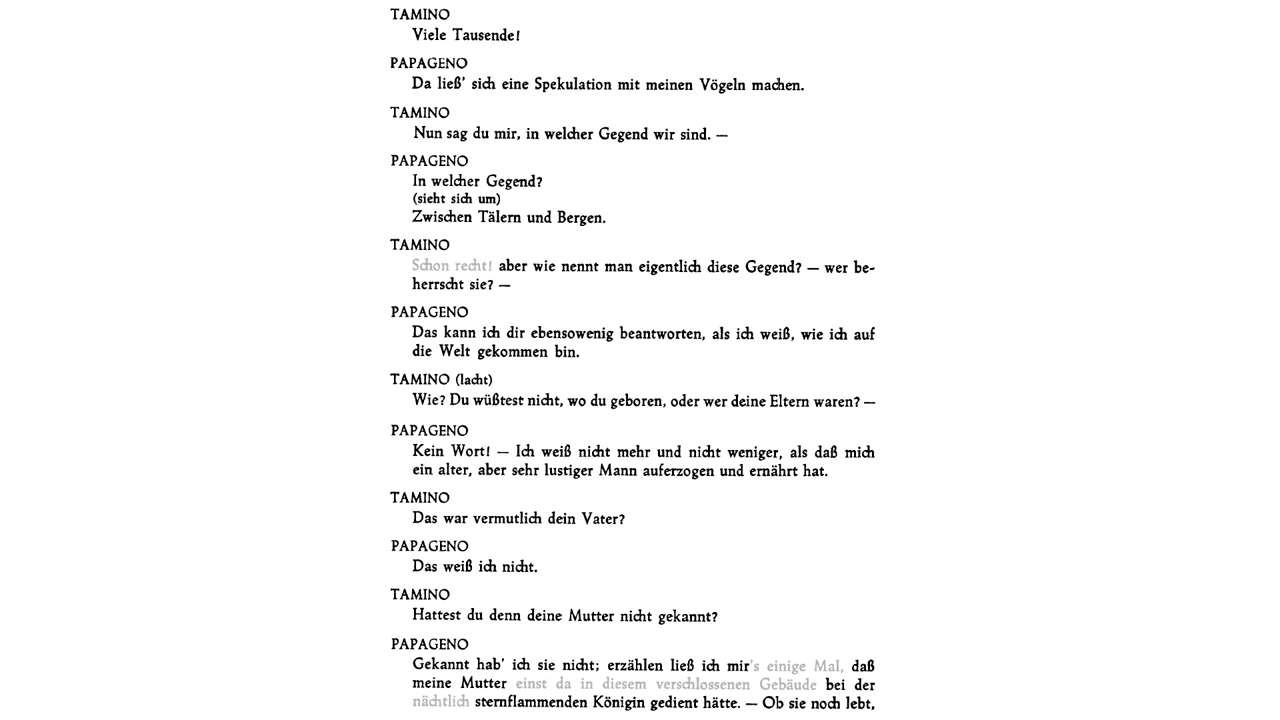 TAMINO
Viele Tausende!
PAPAGENO
Da ließ' sich eine Spekulation mit meinen Vögeln machen.
TAMINO
Nun sag du mir, in welcher Gegend wir sind. —
PAPAGENO
In welcher Gegend?
(sieht sich um)
Zwischen Tälern und Bergen.
TAMINO
Schon recht! aber wie nennt man eigentlich diese Gegend? — wer be-
herrscht sie? —
PAPAGENO
Das kann ich dir ebensowenig beantworten, als ich weiß, wie ich auf
die Welt gekommen bin.
TAMINO (lacht)
Wie? Du wüßtest nicht, wo du geboren, oder wer deine Eltern waren? —
PAPAGENO
Kein Wort! — Ich weiß nicht mehr und nicht weniger, als daß mich
ein alter, aber sehr lustiger Mann auferzogen und ernährt hat.
TAMINO
Das war vermutlich dein Vater?
PAPAGENO
Das weiß ich nicht.
TAMINO
Hattest du denn deine Mutter nicht gekannt?
PAPAGENO
Gekannt hab' ich sie nicht; erzählen ließ ich mir's einige Mal, daß
meine Mutter einst da in diesem verschlossenen Gebäude bei der
nächtlich sternflammenden Königin gedient hätte. — Ob sie noch lebt,